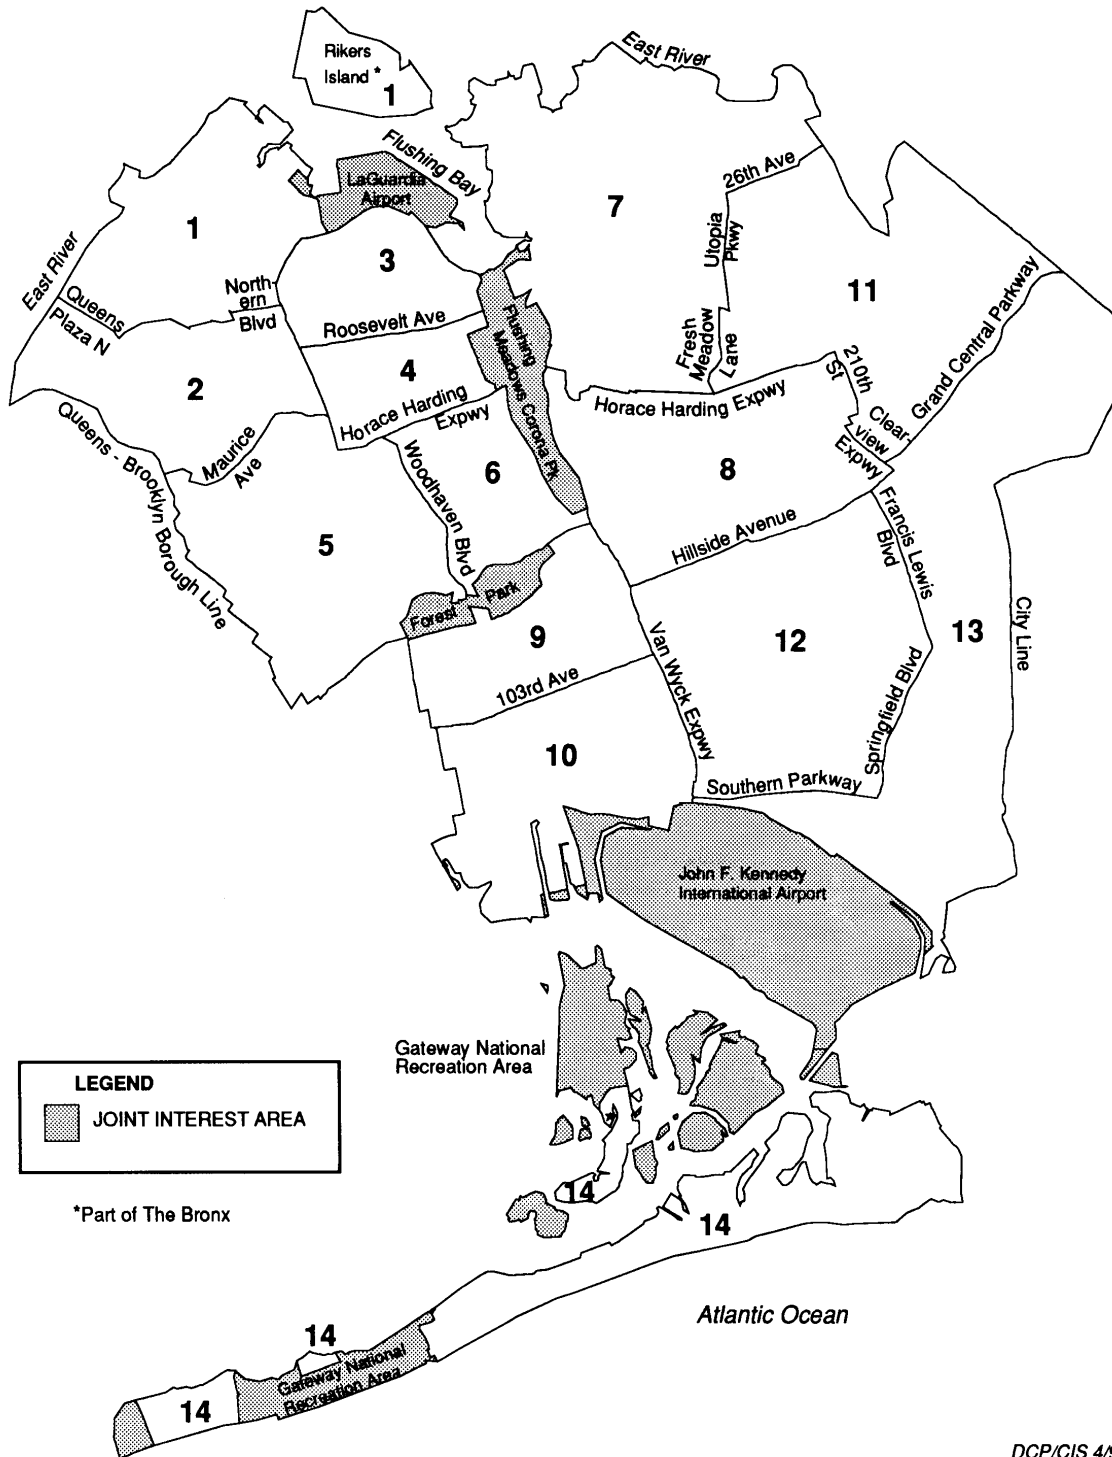 Rikers
Island *
1
East River
Flushing Bay
LaGuardia
Airport
26th Ave
7
1
Utopia
Pkwy
East River
3
11
North-
ern
Blvd
Queens
Plaza N
Grand Central Parkway
Roosevelt Ave
Flushing
Meadows Corona Pk
Fresh
Meadow
Lane
210th
St
4
2
Horace Harding
Expwy
Horace Harding Expwy
Clear-
view
Expwy
Queens - Brooklyn Borough Line
Maurice
Ave
Woodhaven Blvd
6
8
Francis Lewis
Blvd
5
Hillside Avenue
Forest
Park
9
12
13
City Line
Van Wyck Expwy
103rd Ave
Springfield Blvd
10
Southern Parkway
John F. Kennedy
International Airport
Gateway National
Recreation Area
LEGEND
JOINT INTEREST AREA
*
14
*Part of The Bronx
14
Atlantic Ocean
14
Gateway National
Recreation Area
14
DCP/CIS 4/9